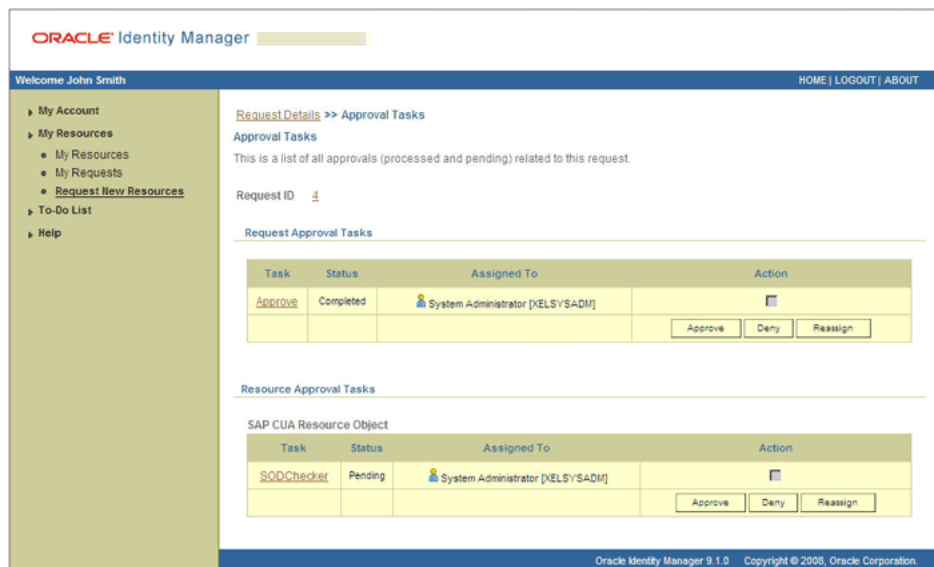 ORACLE Identity Manager
Welcome John Smith
HOME | LOGOUT | ABOUT
My Account
My Resources
My Resources
My Requests
Request New Resources
To-Do List
Help
Request Details >> Approval Tasks
Approval Tasks
This is a list of all approvals (processed and pending) related to this request.
Request ID 4
Request Approval Tasks
Task Status Assigned To Action
Approve Completed System Administrator [XELSYSADM]
Approve Deny Reassign
Resource Approval Tasks
SAP CUA Resource Object
Task Status Assigned To Action
SODChecker Pending System Administrator [XELSYSADM]
Approve Deny Reassign
Oracle Identity Manager 9.1.0 Copyright © 2008, Oracle Corporation.